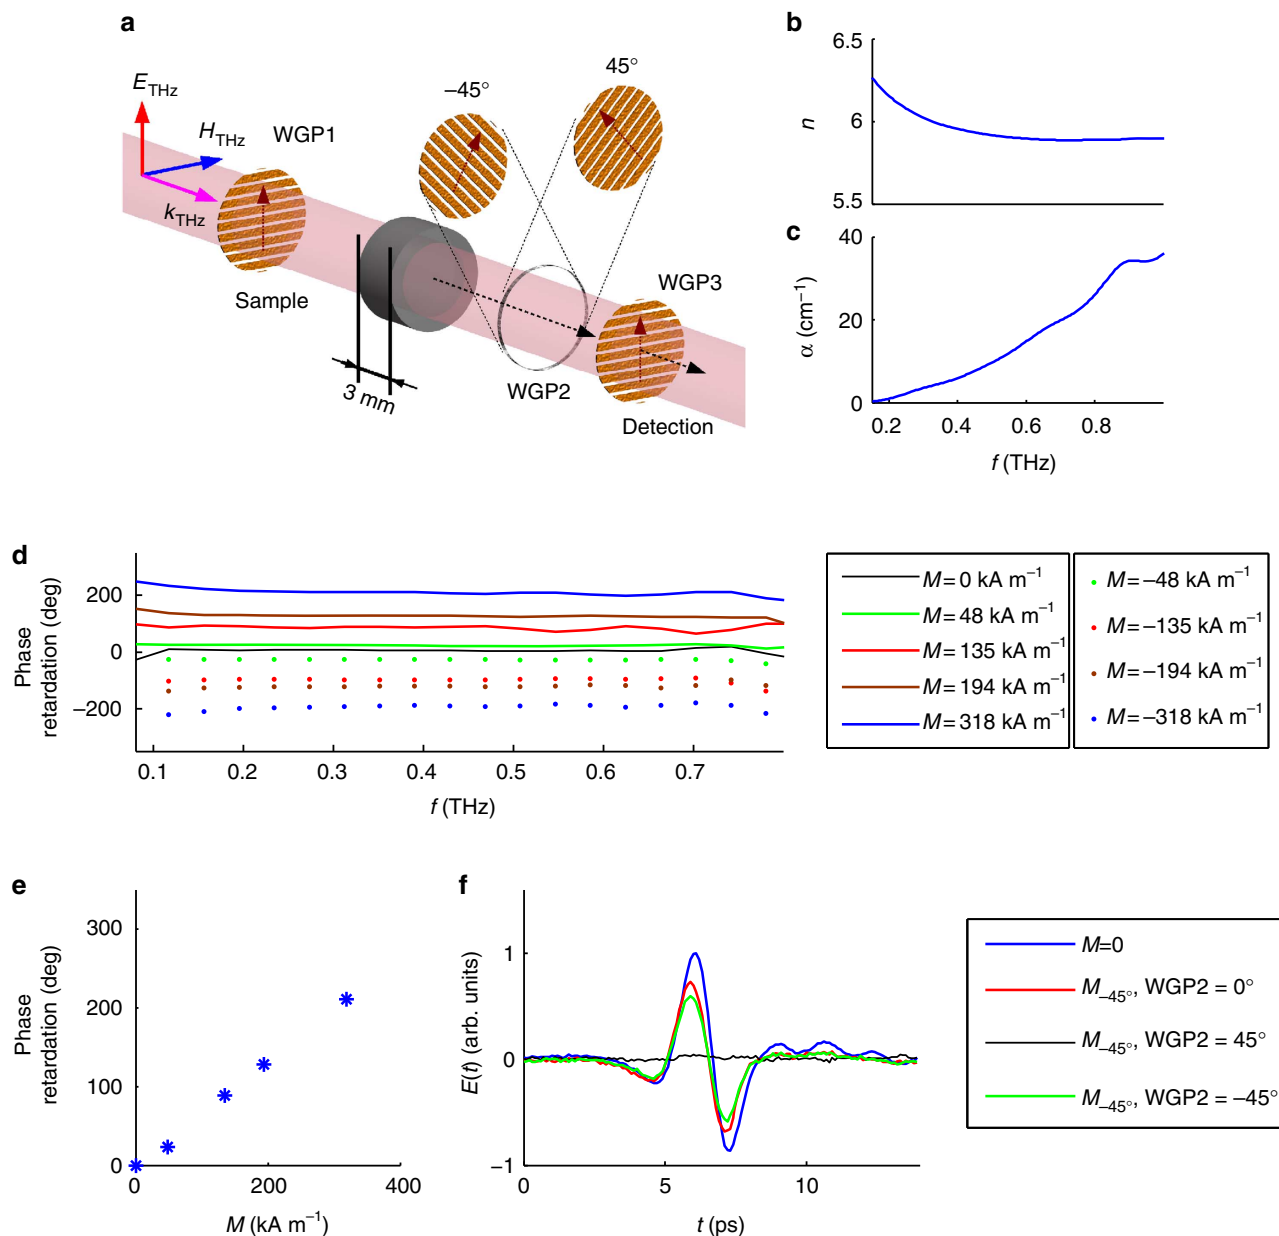 a
E_THz
H_THz
k_THz
WGP1
–45°
45°
Sample
3 mm
WGP2
WGP3
Detection
b
6.5
n
6
5.5
c
40
α (cm⁻¹)
20
0
0.2 0.4 0.6 0.8
f (THz)
d
Phase
retardation (deg)
200
0
–200
0.1 0.2 0.3 0.4 0.5 0.6 0.7
f (THz)
M = 0 kA m⁻¹
M = 48 kA m⁻¹
M = 135 kA m⁻¹
M = 194 kA m⁻¹
M = 318 kA m⁻¹
M = –48 kA m⁻¹
M = –135 kA m⁻¹
M = –194 kA m⁻¹
M = –318 kA m⁻¹
e
Phase
retardation (deg)
300
200
100
0
0 200 400
M (kA m⁻¹)
f
E(t) (arb. units)
1
0
–1
0 5 10
t (ps)
M=0
M_–45°, WGP2 = 0°
M_–45°, WGP2 = 45°
M_–45°, WGP2 = –45°